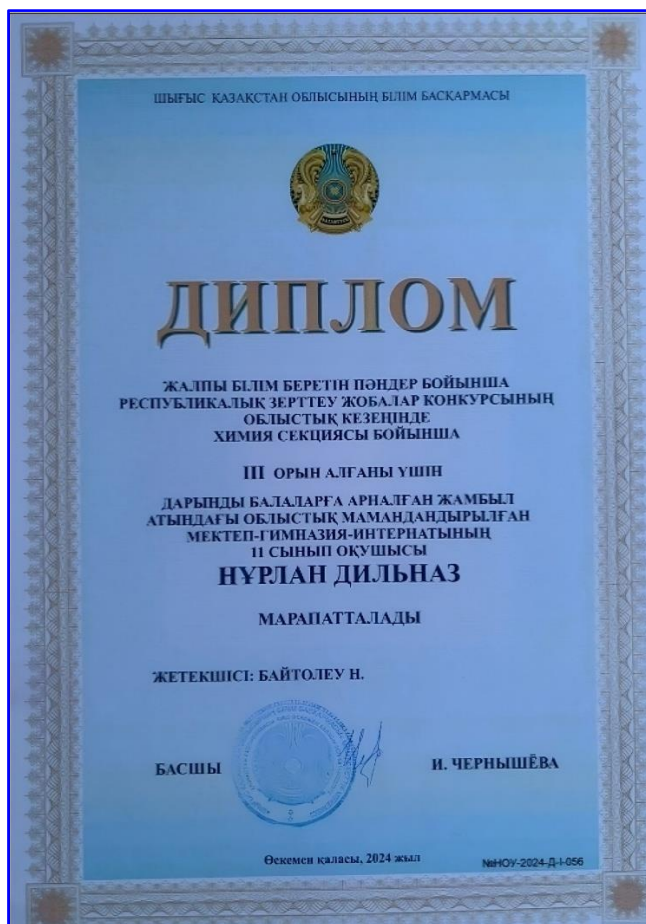 ШЫҒЫС ҚАЗАҚСТАН ОБЛЫСЫНЫҢ БІЛІМ БАСҚАРМАСЫ
ДИПЛОМ
ЖАЛПЫ БІЛІМ БЕРЕТІН ПӘНДЕР БОЙЫНША
РЕСПУБЛИКАЛЫҚ ЗЕРТТЕУ ЖОБАЛАР КОНКУРСЫНЫҢ
ОБЛЫСТЫҚ КЕЗЕҢІНДЕ
ХИМИЯ СЕКЦИЯСЫ БОЙЫНША
III ОРЫН АЛҒАНЫ ҮШІН
ДАРЫНДЫ БАЛАЛАРҒА АРНАЛҒАН ЖАМБЫЛ
АТЫНДАҒЫ ОБЛЫСТЫҚ МАМАНДАНДЫРЫЛҒАН
МЕКТЕП-ГИМНАЗИЯ-ИНТЕРНАТЫНЫҢ
11 СЫНЫП ОҚУШЫСЫ
НҰРЛАН ДИЛЬНАЗ
МАРАПАТТАЛАДЫ
ЖЕТЕКШІСІ: БАЙТОЛЕУ Н.
БАСШЫ И. ЧЕРНЫШЁВА
Өскемен қаласы, 2024 жыл №НОУ-2024-Д-І-056